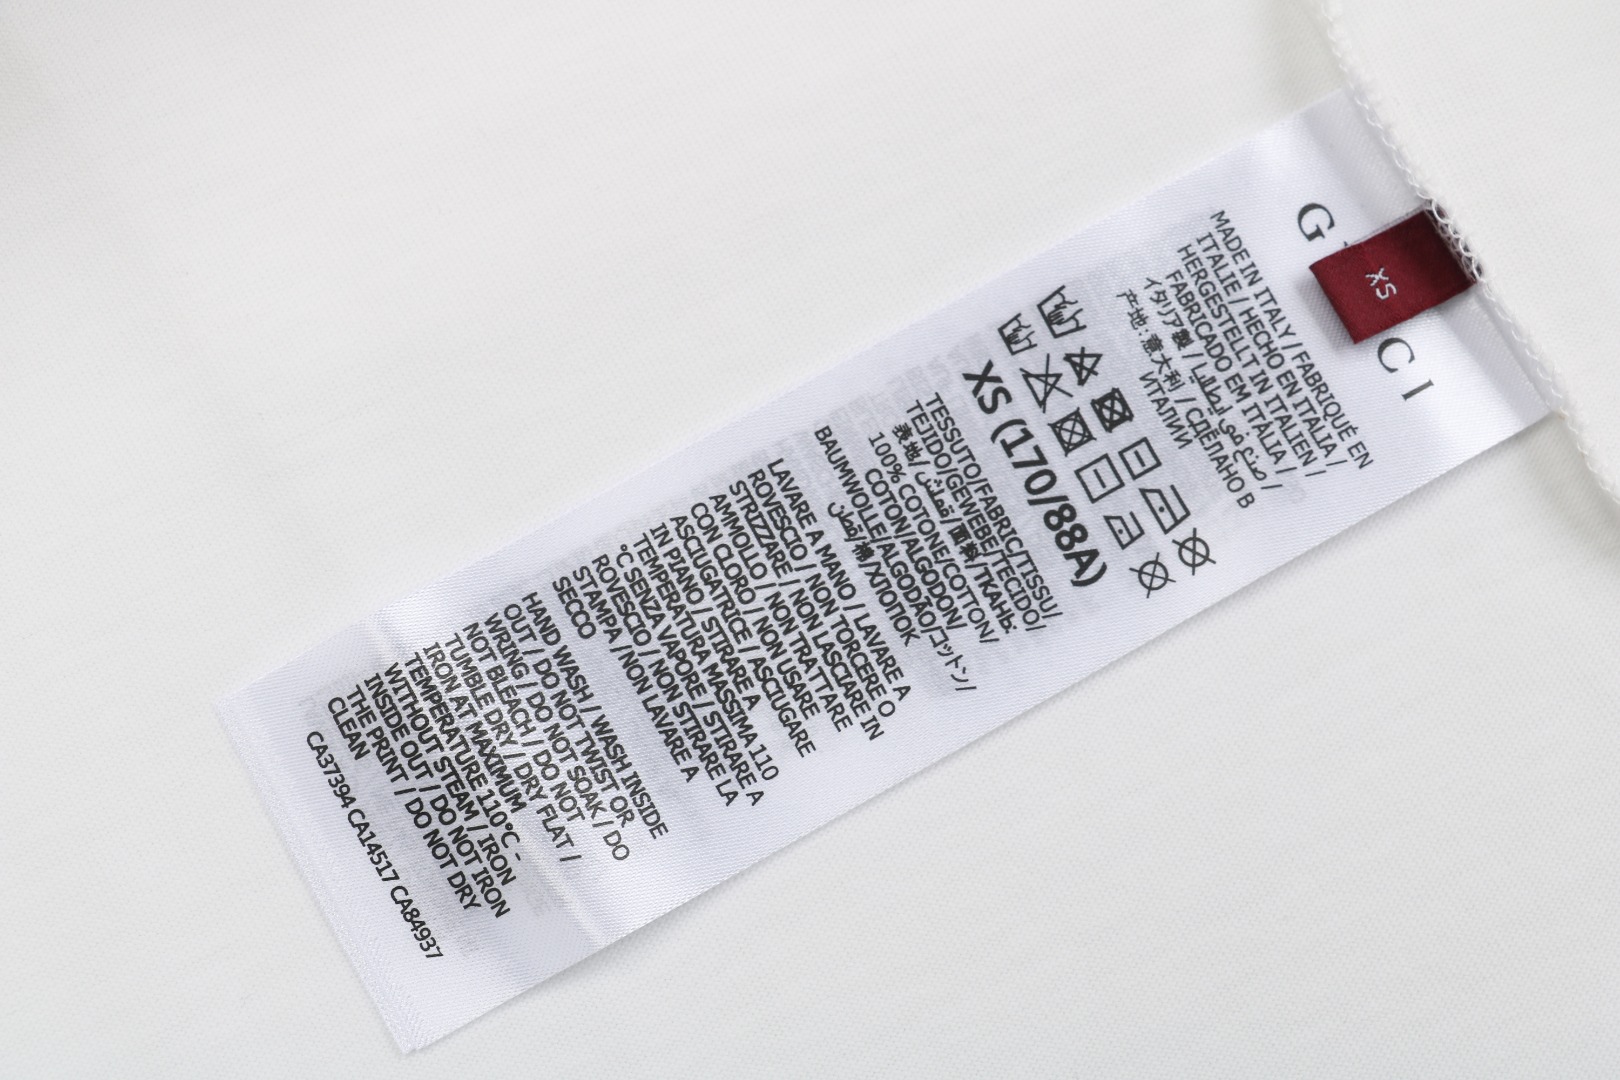 G CI
XS
MADE IN ITALY / FABRIQUÉ EN
ITALIE / HECHO EN ITALIA /
HERGESTELLT IN ITALIEN /
FABRICADO EM ITÁLIA /
イタリア製 / صنع في ايطاليا /
产地:意大利 / СДЕЛАНО В
ИТАЛИИ
XS (170/88A)
TESSUTO/FABRIC/TISSU/
TEJIDO/GEWEBE/TECIDO/
表地/قماش/面料/ТКАНЬ:
100% COTONE/COTTON/
COTON/ALGODON/
BAUMWOLLE/ALGODÃO/コットン/
قطن/棉/ХЛОПОК
LAVARE A MANO / LAVARE A
ROVESCIO / NON TORCERE O
STRIZZARE / NON LASCIARE IN
AMMOLLO / NON TRATTARE
CON CLORO / NON USARE
ASCIUGATRICE / ASCIUGARE
IN PIANO / STIRARE A
TEMPERATURA MASSIMA 110
°C SENZA VAPORE / STIRARE A
ROVESCIO / NON STIRARE LA
STAMPA / NON LAVARE A
SECCO
HAND WASH / WASH INSIDE
OUT / DO NOT TWIST OR
WRING / DO NOT SOAK / DO
NOT BLEACH / DO NOT
TUMBLE DRY / DRY FLAT /
IRON AT MAXIMUM
TEMPERATURE 110°C -
WITHOUT STEAM / IRON
INSIDE OUT / DO NOT IRON
THE PRINT / DO NOT DRY
CLEAN
CA37394 CA14517 CA84937